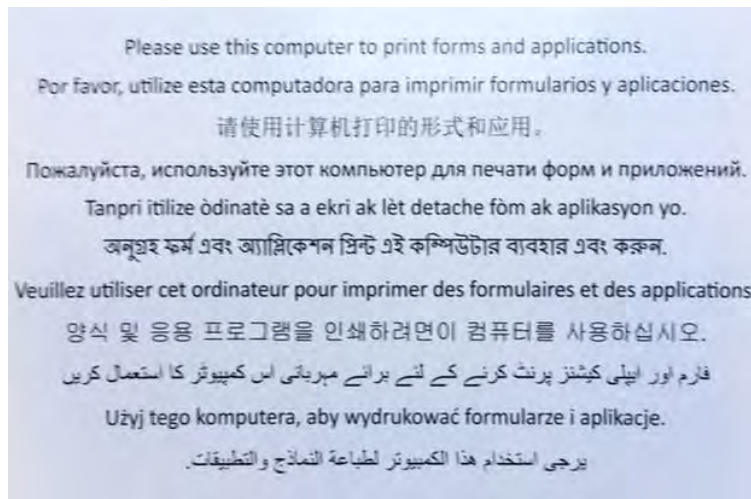 Please use this computer to print forms and applications.
Por favor, utilize esta computadora para imprimir formularios y aplicaciones.
请使用计算机打印的形式和应用。
Пожалуйста, используйте этот компьютер для печати форм и приложений.
Tanpri itilize òdinatè sa a ekri ak lèt detache fòm ak aplikasyon yo.
অনুগ্রহ ফর্ম এবং অ্যাপ্লিকেশন প্রিন্ট এই কম্পিউটার ব্যবহার এবং করুন.
Veuillez utiliser cet ordinateur pour imprimer des formulaires et des applications
양식 및 응용 프로그램을 인쇄하려면이 컴퓨터를 사용하십시오.
فارم اور ایپلی کیشنز پرنٹ کرنے کے لئے برائے مہربانی اس کمپیوٹر کا استعمال کریں
Użyj tego komputera, aby wydrukować formularze i aplikacje.
يرجى استخدام هذا الكمبيوتر لطباعة النماذج والتطبيقات.